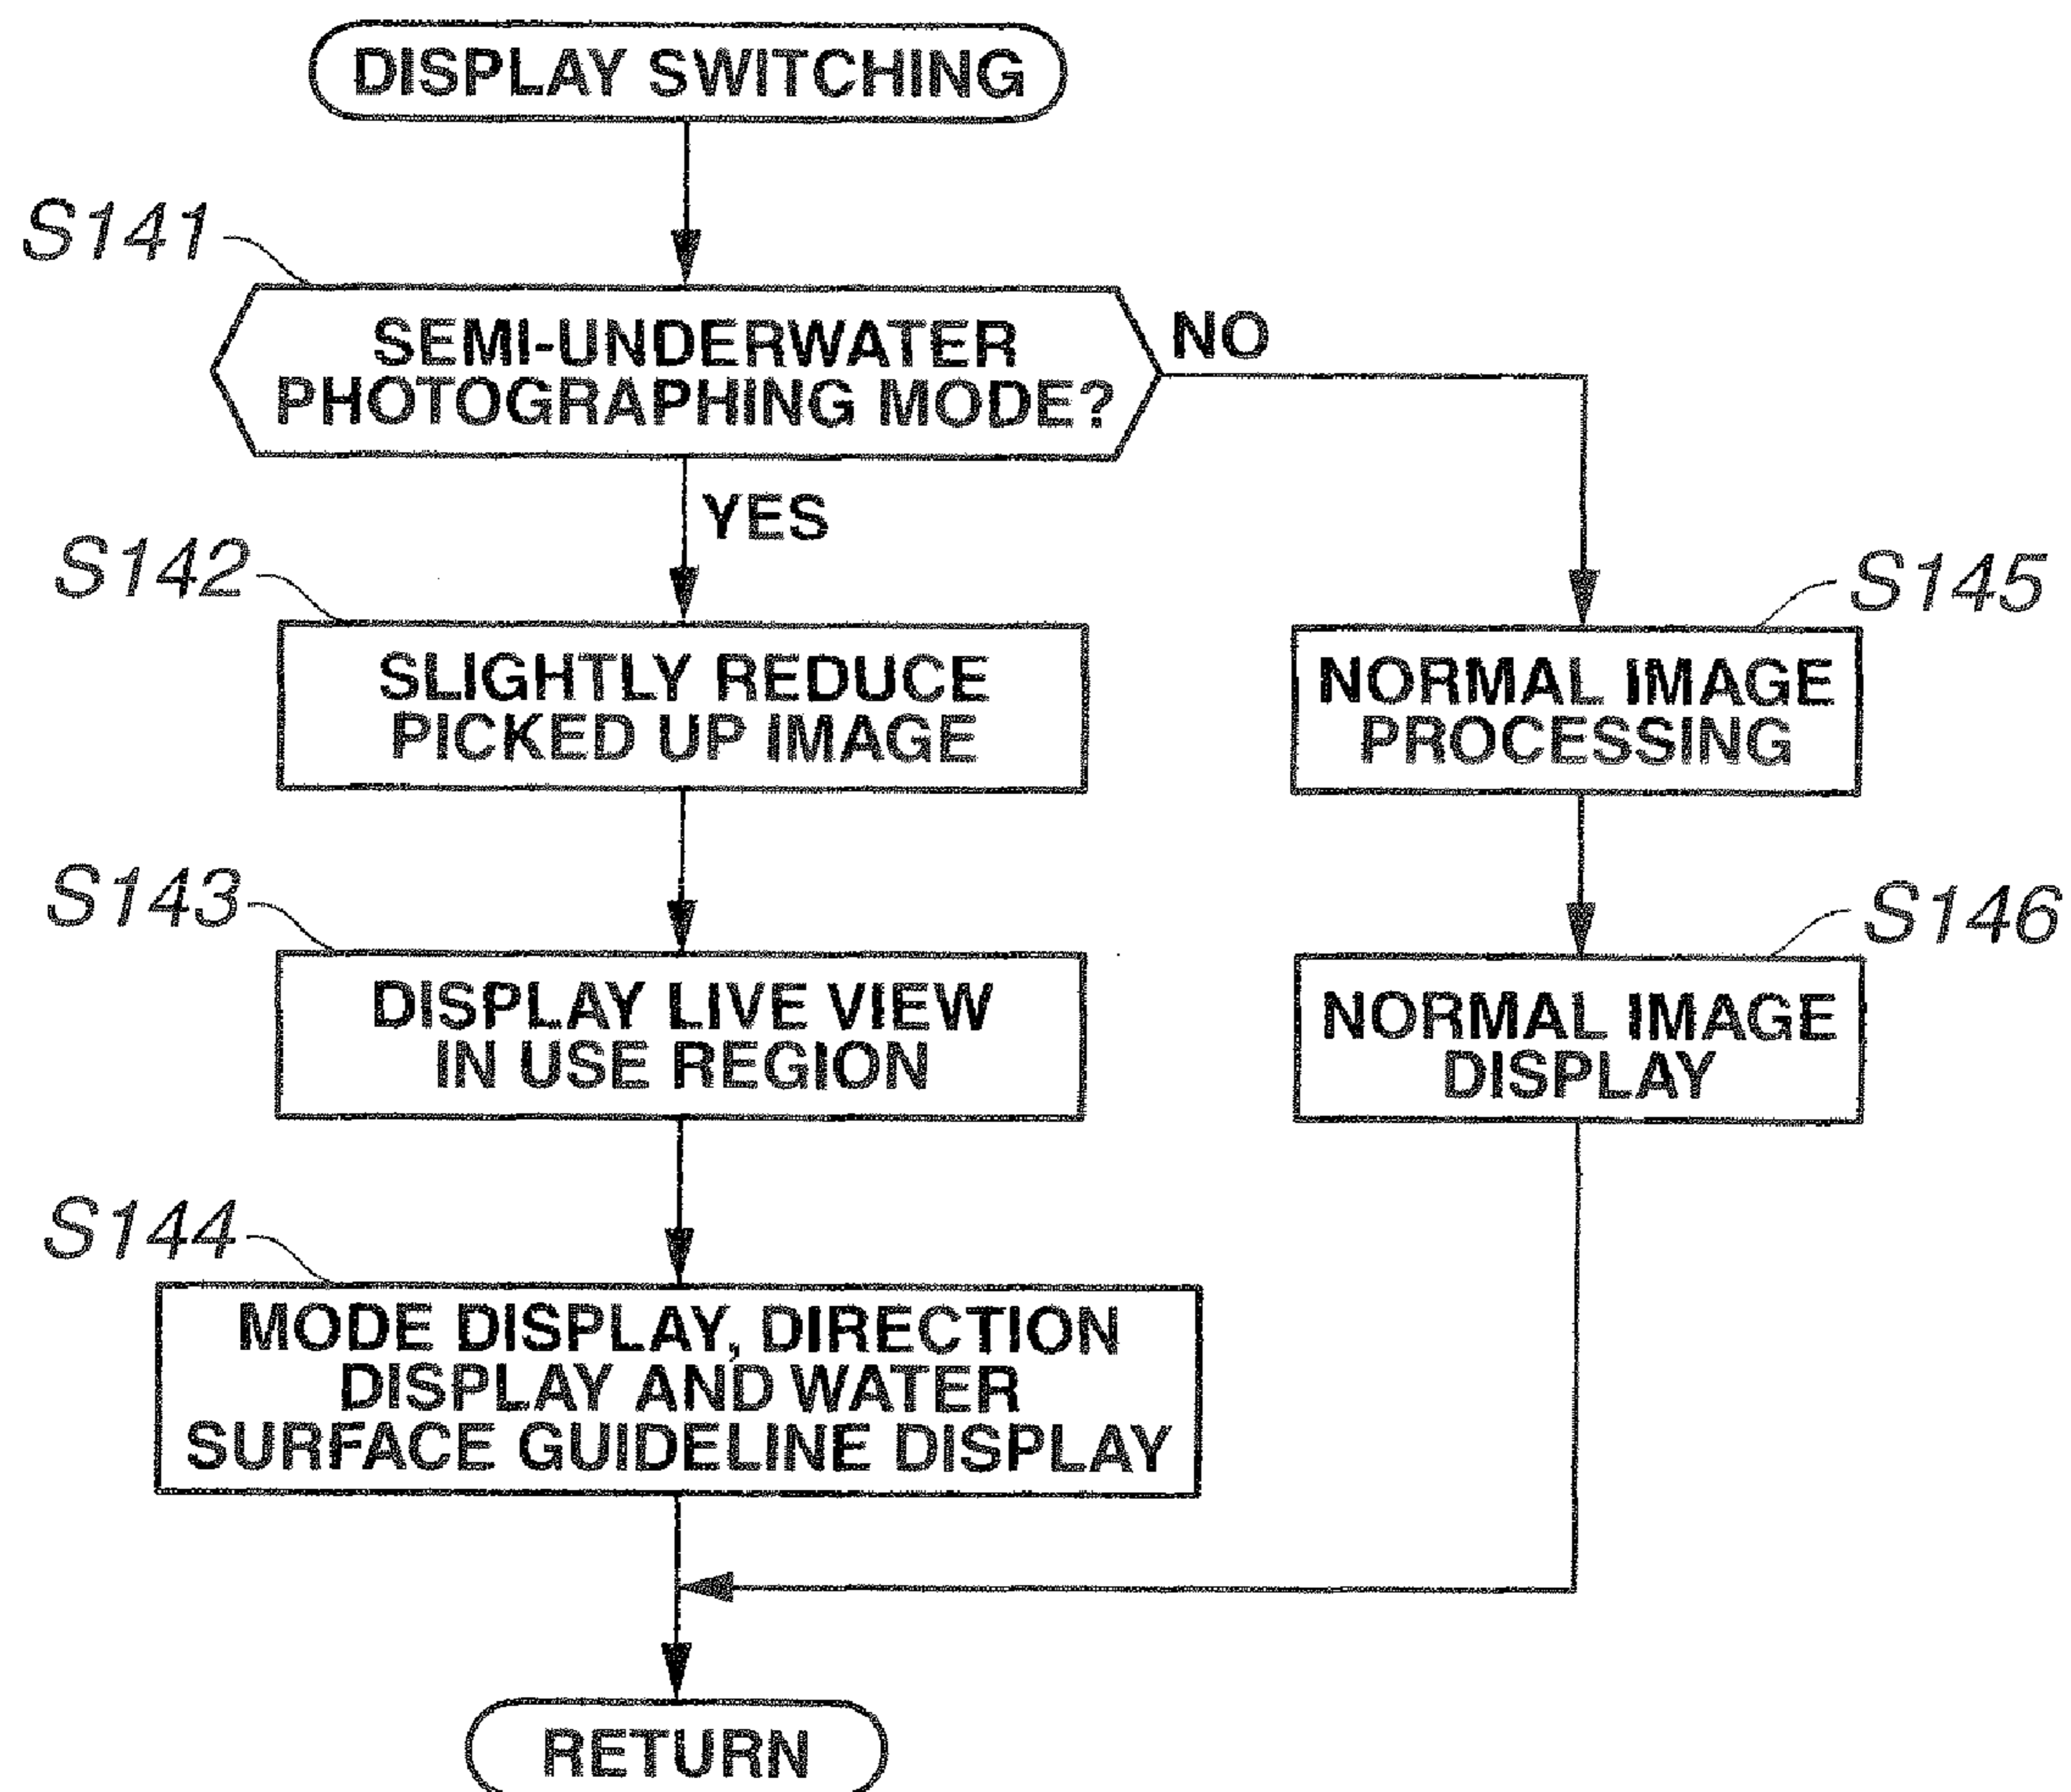 DISPLAY SWITCHING
S141
SEMI-UNDERWATER
PHOTOGRAPHING MODE?
NO
YES
S142
SLIGHTLY REDUCE
PICKED UP IMAGE
S145
NORMAL IMAGE
PROCESSING
S143
DISPLAY LIVE VIEW
IN USE REGION
S146
NORMAL IMAGE
DISPLAY
S144
MODE DISPLAY, DIRECTION
DISPLAY AND WATER
SURFACE GUIDELINE DISPLAY
RETURN